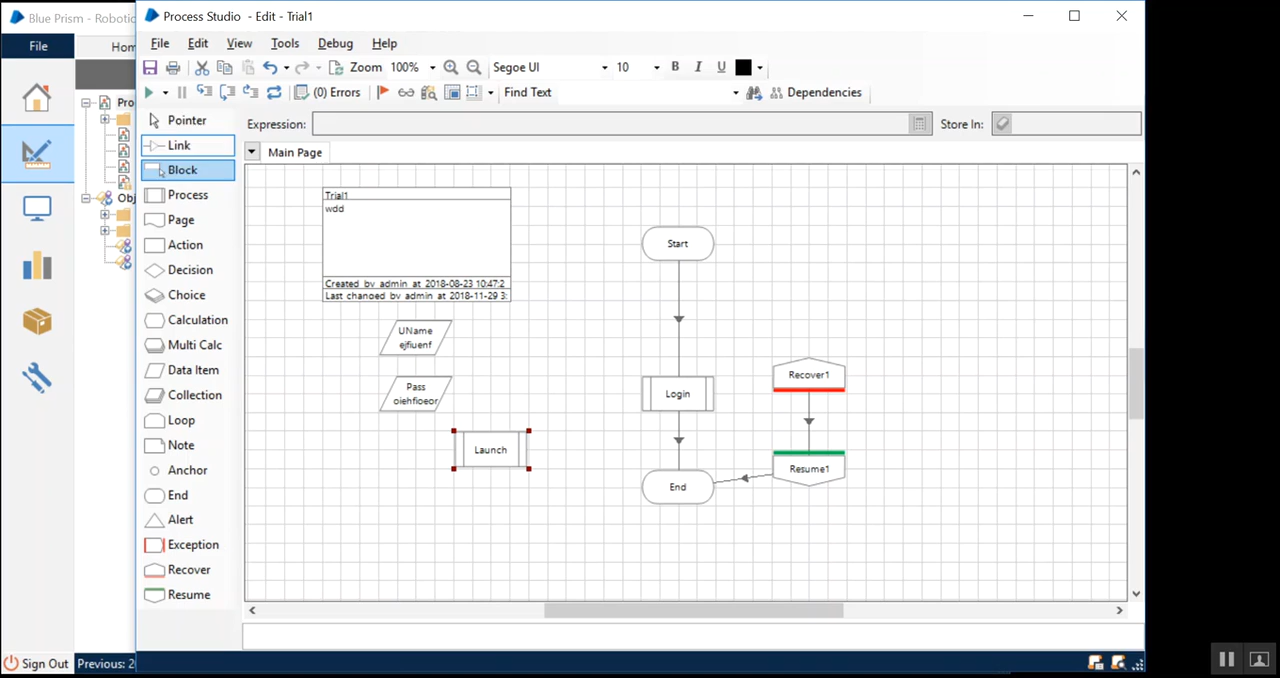 Blue Prism - Robotic
Process Studio - Edit - Trial1
File
Hom
File Edit View Tools Debug Help
Zoom 100% Segoe UI 10 B I U
(0) Errors Find Text Dependencies
Pro
Obj
Pointer
Link
Block
Process
Page
Action
Decision
Choice
Calculation
Multi Calc
Data Item
Collection
Loop
Note
Anchor
End
Alert
Exception
Recover
Resume
Expression: Store In:
Main Page
Trial1
wdd
Created by admin at 2018-08-23 10:47:2
Last changed by admin at 2018-11-29 3:
UName
ejfiuenf
Pass
oiehfioeor
Launch
Start
Login
End
Recover1
Resume1
Sign Out
Previous: 2